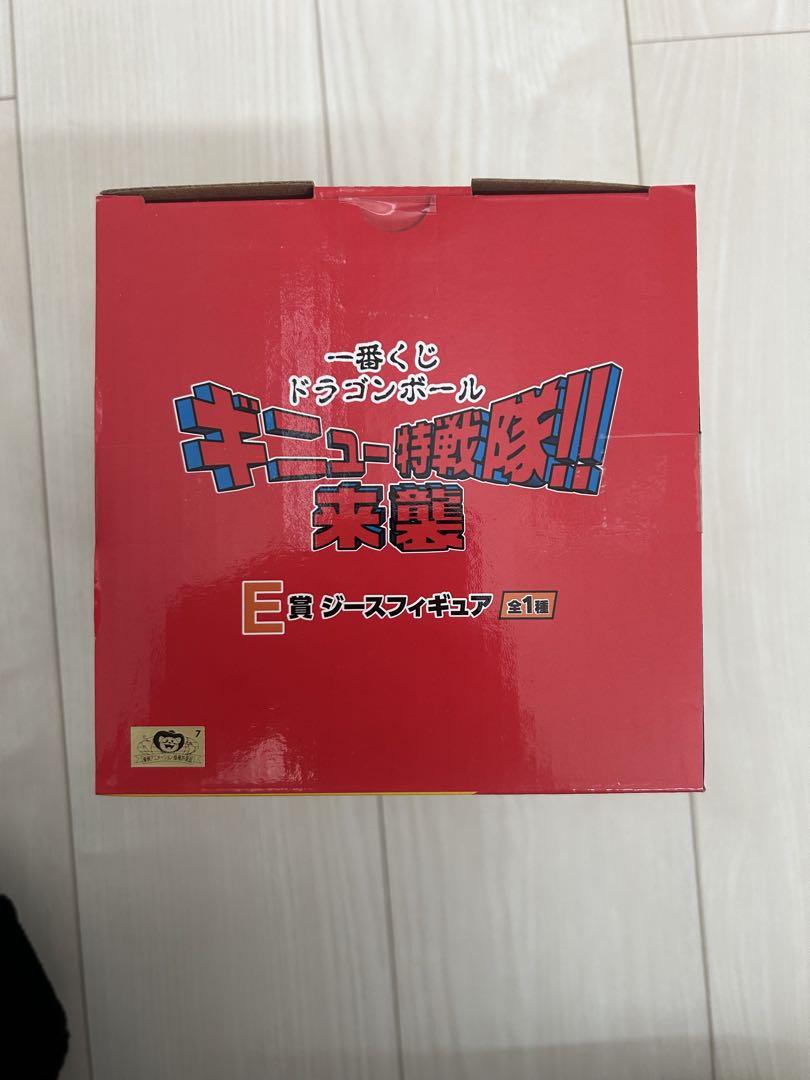 一番くじ
ドラゴンボール
ギニュー特戦隊!!
来襲
E賞 ジースフィギュア 全1種
7